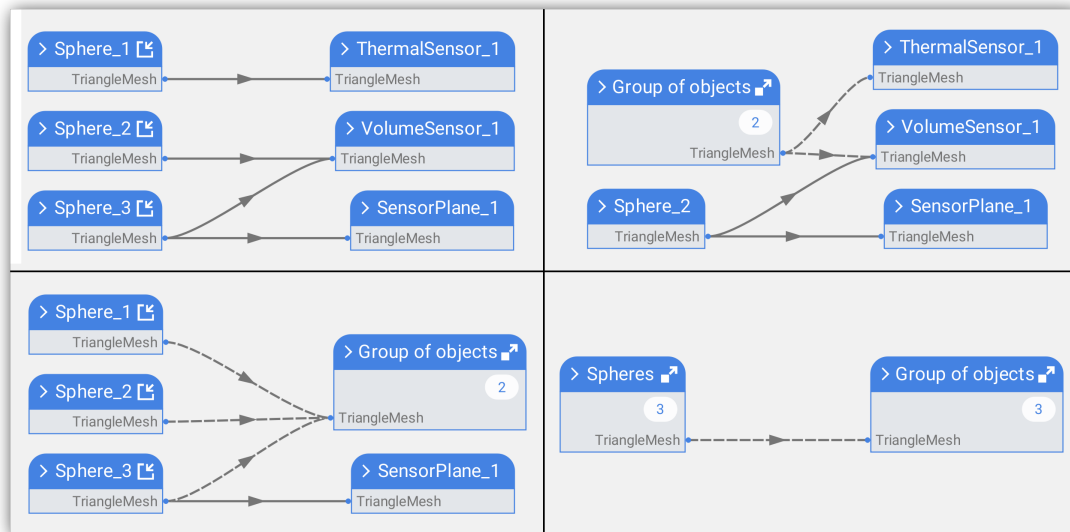 Sphere_1
TriangleMesh
ThermalSensor_1
TriangleMesh
Sphere_2
TriangleMesh
VolumeSensor_1
TriangleMesh
Sphere_3
TriangleMesh
SensorPlane_1
TriangleMesh
ThermalSensor_1
TriangleMesh
Group of objects
2
TriangleMesh
VolumeSensor_1
TriangleMesh
Sphere_2
TriangleMesh
SensorPlane_1
TriangleMesh
Sphere_1
TriangleMesh
Sphere_2
TriangleMesh
Group of objects
2
TriangleMesh
Sphere_3
TriangleMesh
SensorPlane_1
TriangleMesh
Spheres
3
TriangleMesh
Group of objects
3
TriangleMesh